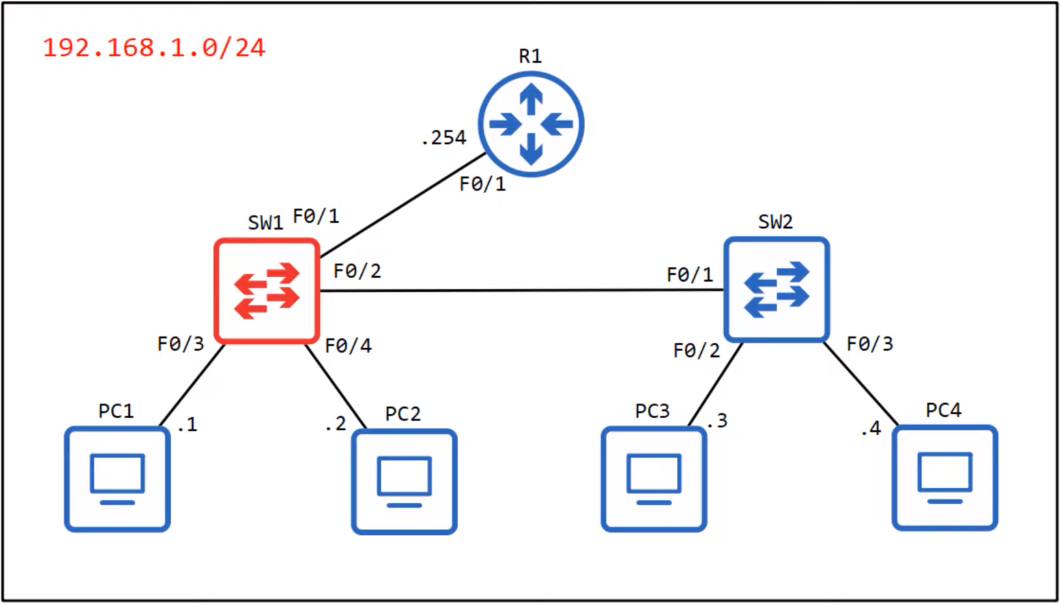 192.168.1.0/24
R1
.254
F0/1
SW1
F0/1
SW2
F0/2
F0/1
F0/3
F0/4
F0/2
F0/3
PC1
.1
.2
PC2
PC3
.3
.4
PC4